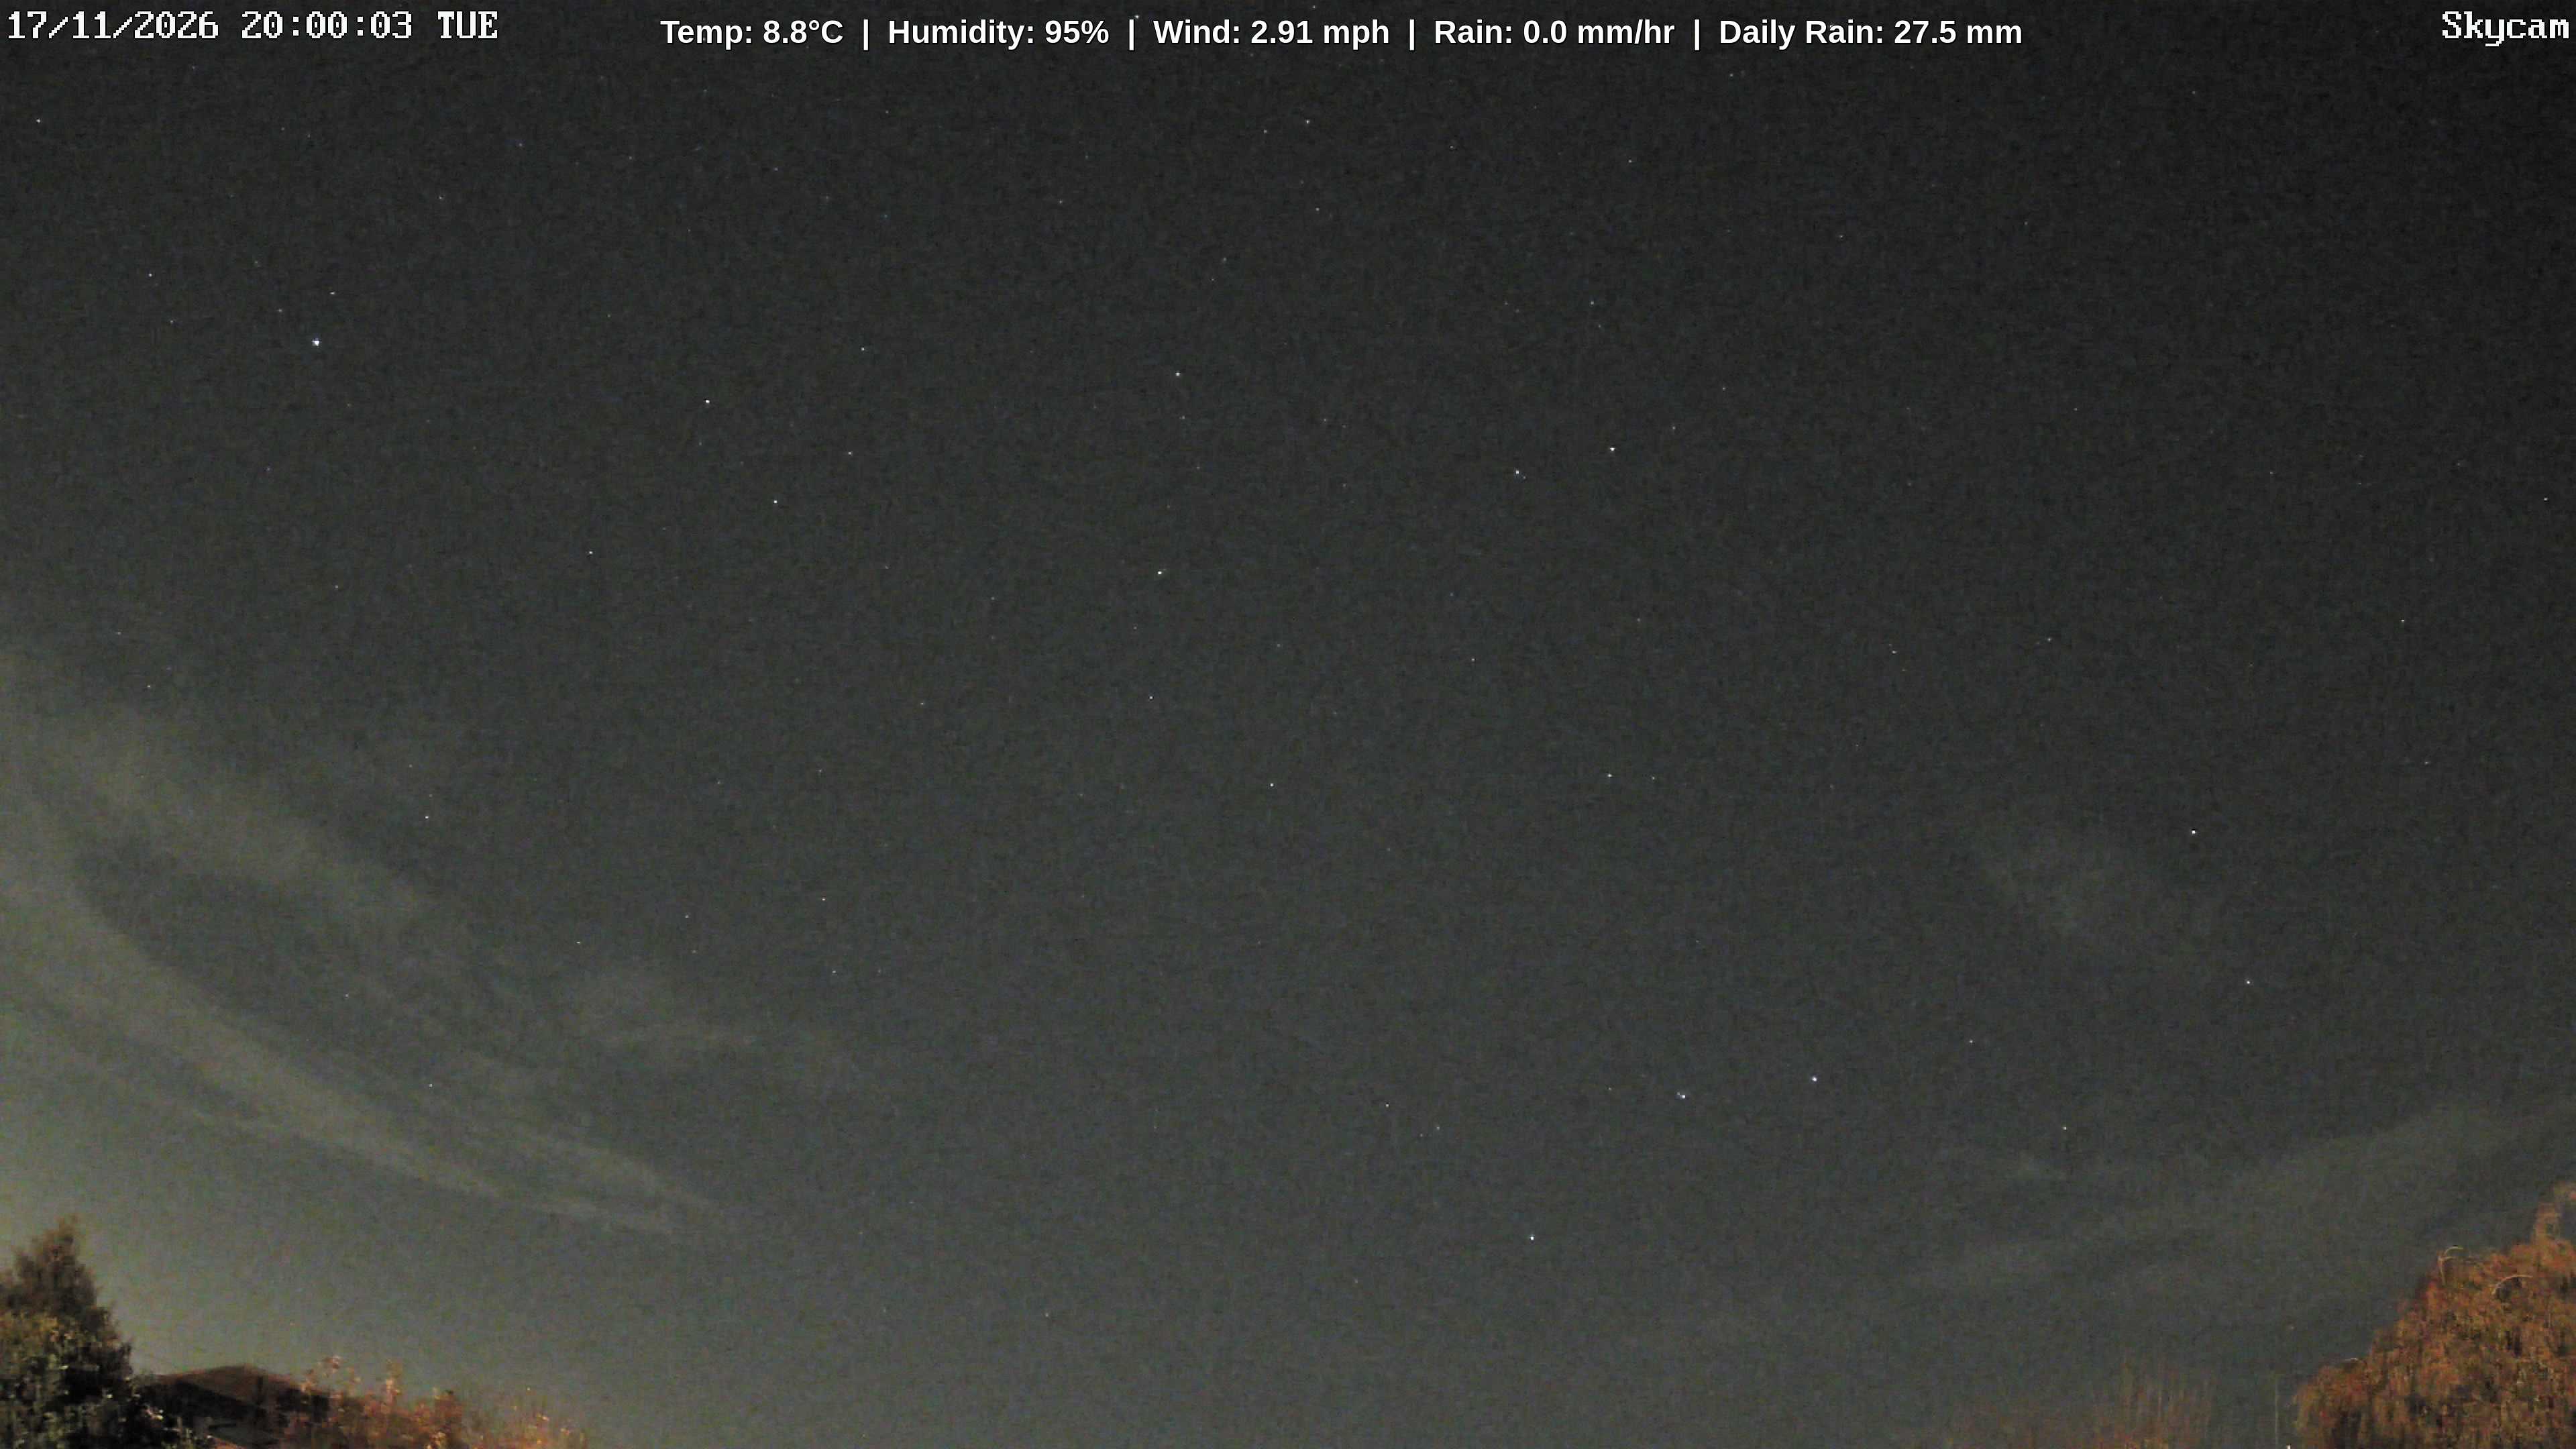 17/11/2026 20:00:03 TUE
Temp: 8.8°C | Humidity: 95% | Wind: 2.91 mph | Rain: 0.0 mm/hr | Daily Rain: 27.5 mm
Skycam